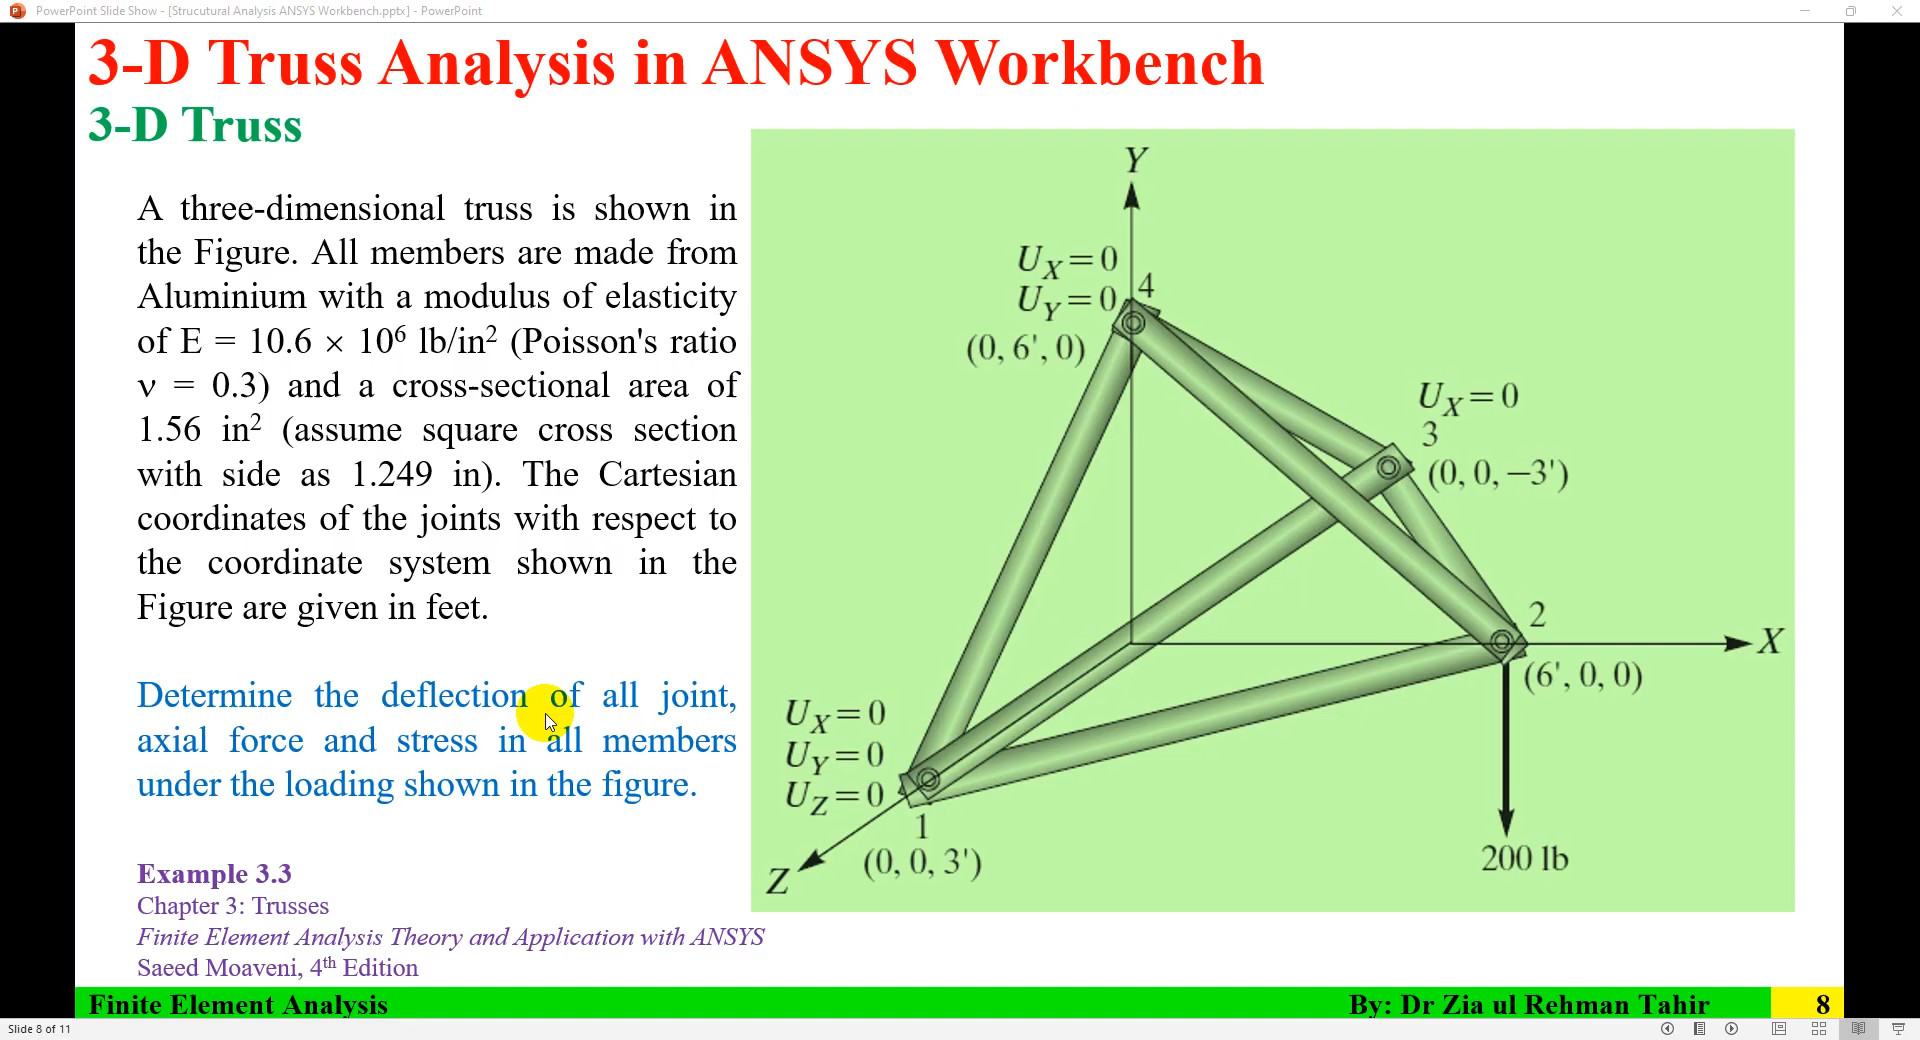 PowerPoint Slide Show - [Strucutural Analysis ANSYS Workbench.pptx] - PowerPoint
3-D Truss Analysis in ANSYS Workbench
3-D Truss
A three-dimensional truss is shown in
the Figure. All members are made from
Aluminium with a modulus of elasticity
of E = 10.6 × 10⁶ lb/in² (Poisson's ratio
ν = 0.3) and a cross-sectional area of
1.56 in² (assume square cross section
with side as 1.249 in). The Cartesian
coordinates of the joints with respect to
the coordinate system shown in the
Figure are given in feet.
Determine the deflection of all joint,
axial force and stress in all members
under the loading shown in the figure.
Example 3.3
Chapter 3: Trusses
Finite Element Analysis Theory and Application with ANSYS
Saeed Moaveni, 4th Edition
Y
U_X = 0
U_Y = 0
4
(0, 6', 0)
U_X = 0
3
(0, 0, −3')
2
X
(6', 0, 0)
U_X = 0
U_Y = 0
U_Z = 0
1
(0, 0, 3')
Z
200 lb
Finite Element Analysis
By: Dr Zia ul Rehman Tahir
8
Slide 8 of 11